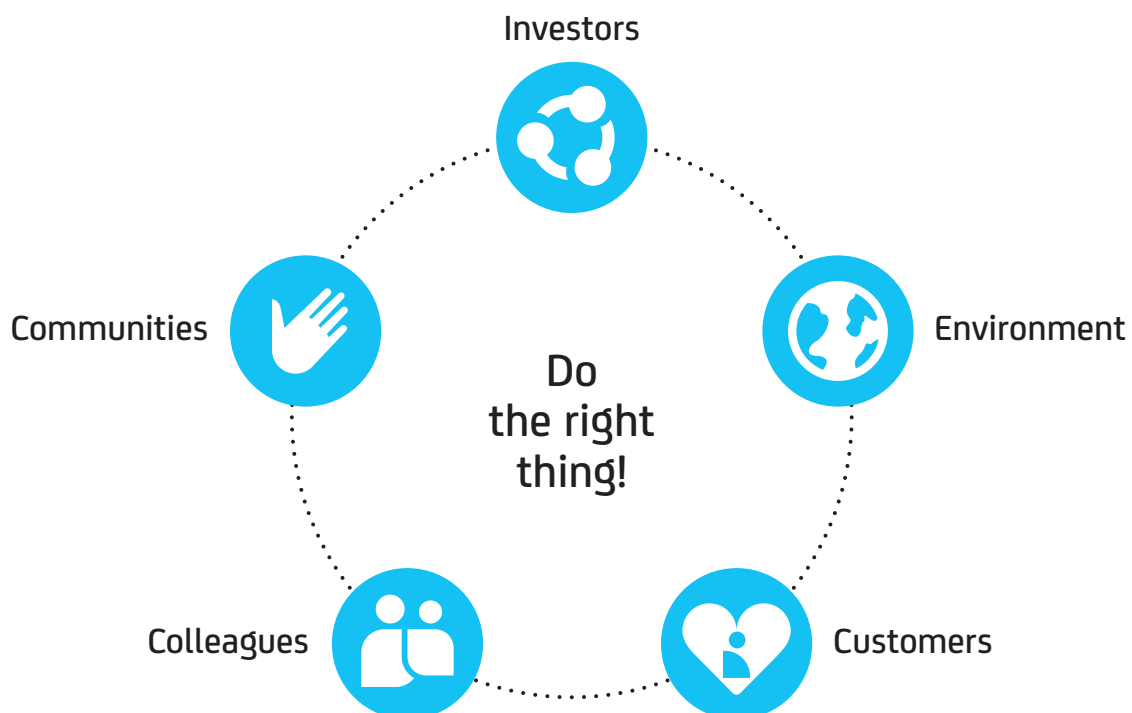 Investors
Communities
Environment
Do
the right
thing!
Colleagues
Customers